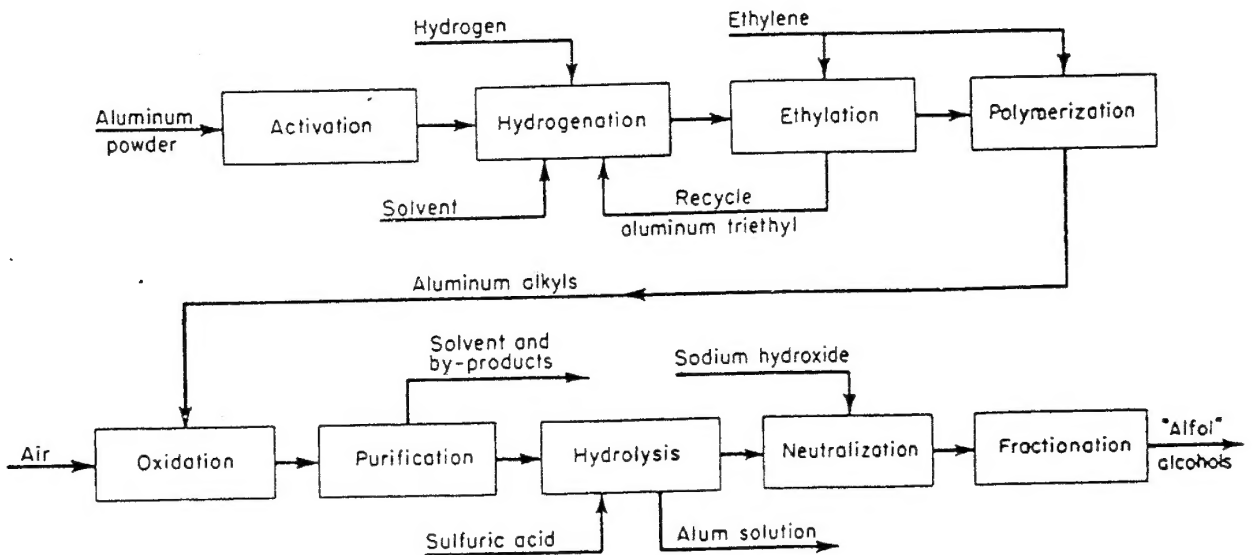 Hydrogen
Ethylene
Aluminum
powder
Activation
Hydrogenation
Ethylation
Polymerization
Solvent
Recycle
aluminum triethyl
Aluminum alkyls
Solvent and
by-products
Sodium hydroxide
Air
Oxidation
Purification
Hydrolysis
Neutralization
Fractionation
"Alfol"
alcohols
Sulfuric acid
Alum solution